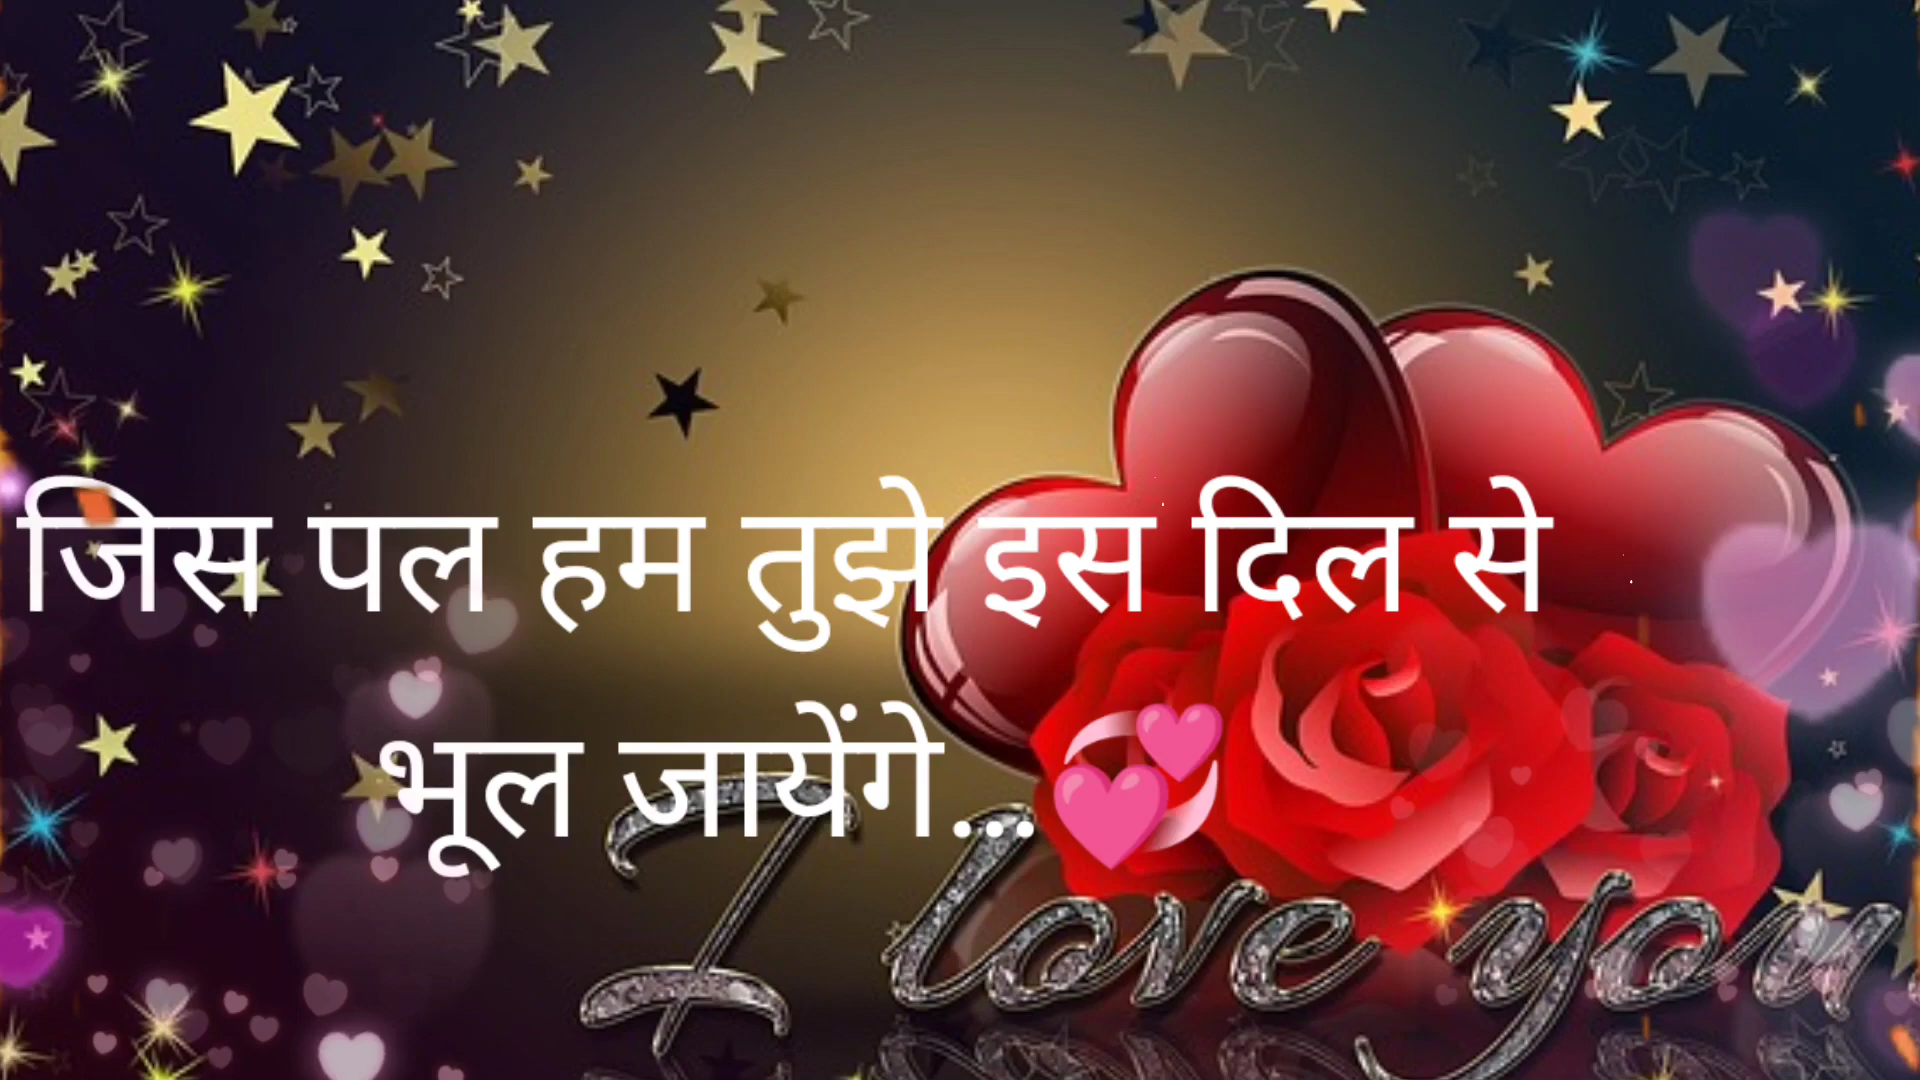 जिस पल हम तुझे इस दिल से
भूल जायेंगे...💞
I love you